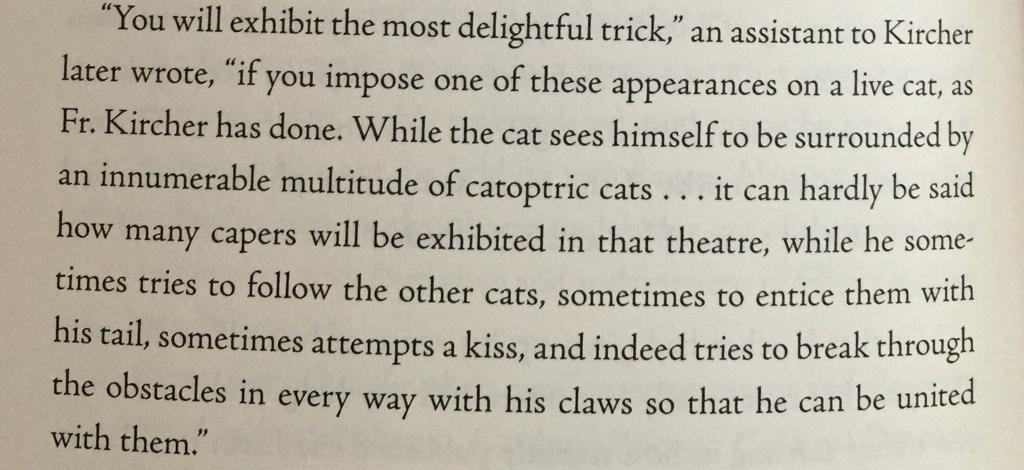 “You will exhibit the most delightful trick,” an assistant to Kircher
later wrote, “if you impose one of these appearances on a live cat, as
Fr. Kircher has done. While the cat sees himself to be surrounded by
an innumerable multitude of catoptric cats . . . it can hardly be said
how many capers will be exhibited in that theatre, while he some-
times tries to follow the other cats, sometimes to entice them with
his tail, sometimes attempts a kiss, and indeed tries to break through
the obstacles in every way with his claws so that he can be united
with them.”